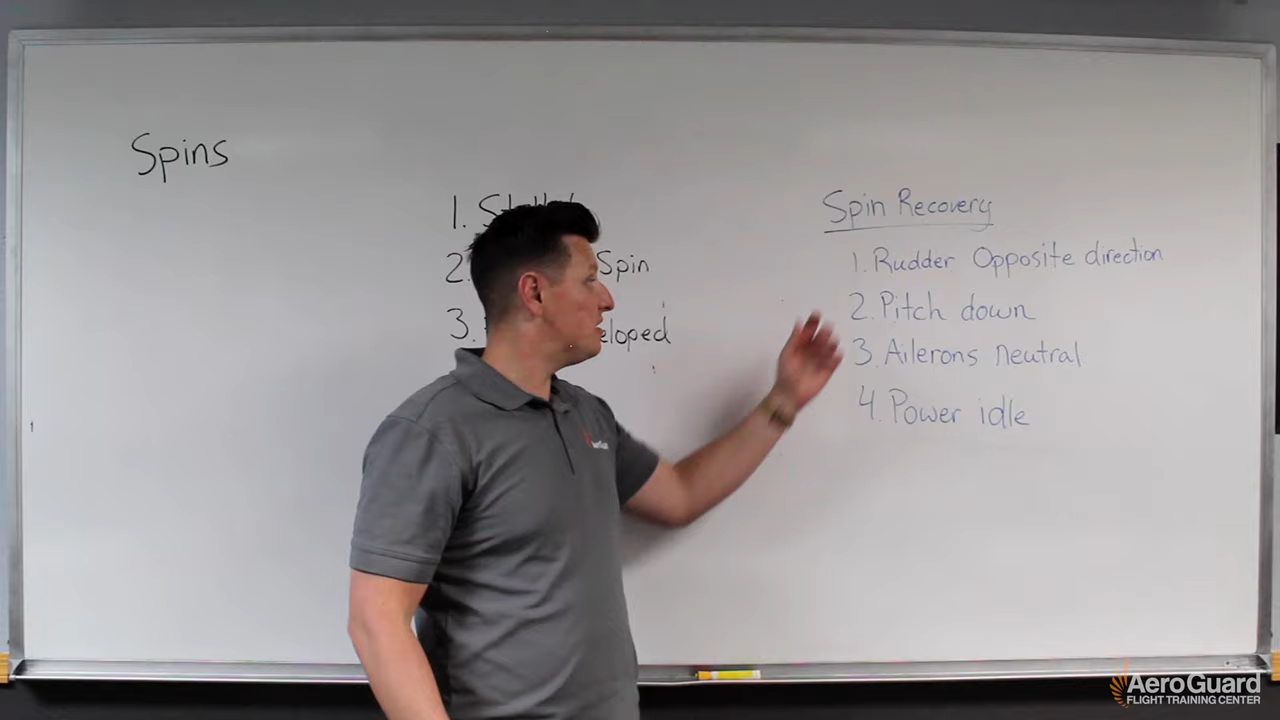 Spins
1.
2. Spin
3.
Spin Recovery
1. Rudder Opposite direction
2. Pitch down
3. Ailerons neutral
4. Power idle
AeroGuard
FLIGHT TRAINING CENTER